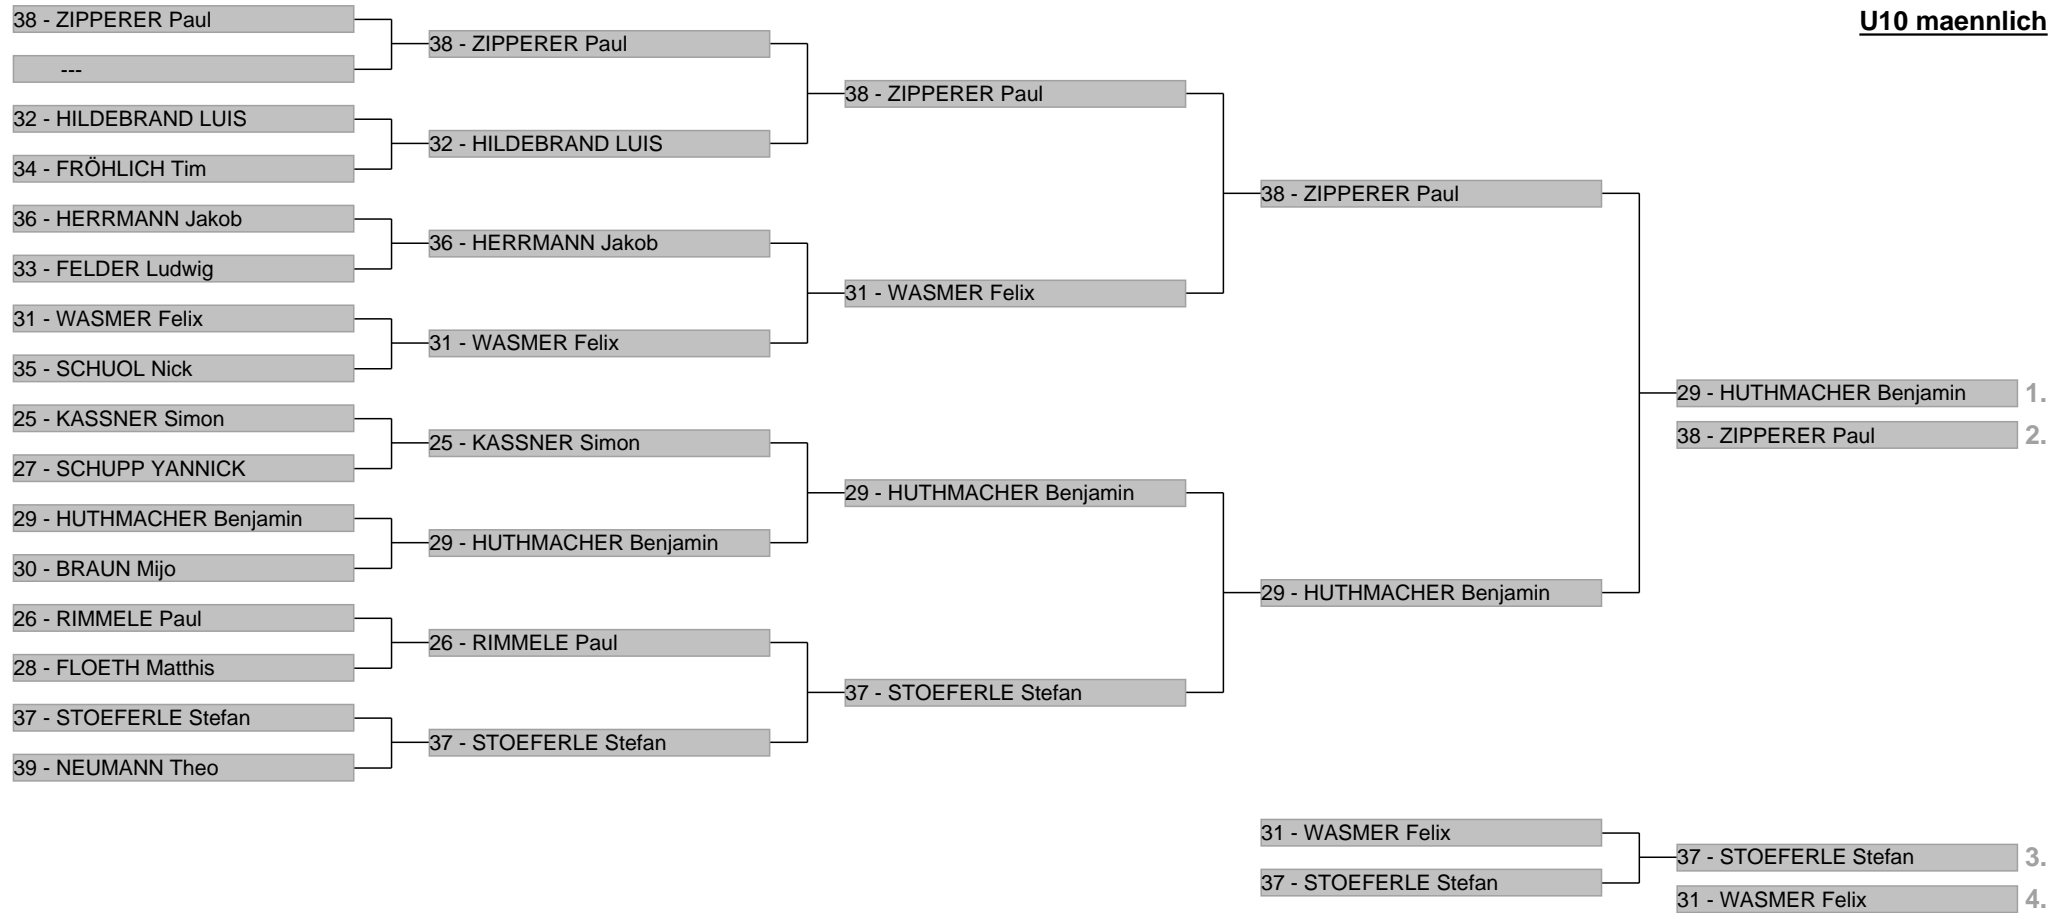 U10 maennlich
38 - ZIPPERER Paul
---
32 - HILDEBRAND LUIS
34 - FRÖHLICH Tim
36 - HERRMANN Jakob
33 - FELDER Ludwig
31 - WASMER Felix
35 - SCHUOL Nick
25 - KASSNER Simon
27 - SCHUPP YANNICK
29 - HUTHMACHER Benjamin
30 - BRAUN Mijo
26 - RIMMELE Paul
28 - FLOETH Matthis
37 - STOEFERLE Stefan
39 - NEUMANN Theo
38 - ZIPPERER Paul
32 - HILDEBRAND LUIS
36 - HERRMANN Jakob
31 - WASMER Felix
25 - KASSNER Simon
29 - HUTHMACHER Benjamin
26 - RIMMELE Paul
37 - STOEFERLE Stefan
38 - ZIPPERER Paul
31 - WASMER Felix
29 - HUTHMACHER Benjamin
37 - STOEFERLE Stefan
38 - ZIPPERER Paul
29 - HUTHMACHER Benjamin
29 - HUTHMACHER Benjamin 1.
38 - ZIPPERER Paul 2.
31 - WASMER Felix
37 - STOEFERLE Stefan
37 - STOEFERLE Stefan 3.
31 - WASMER Felix 4.